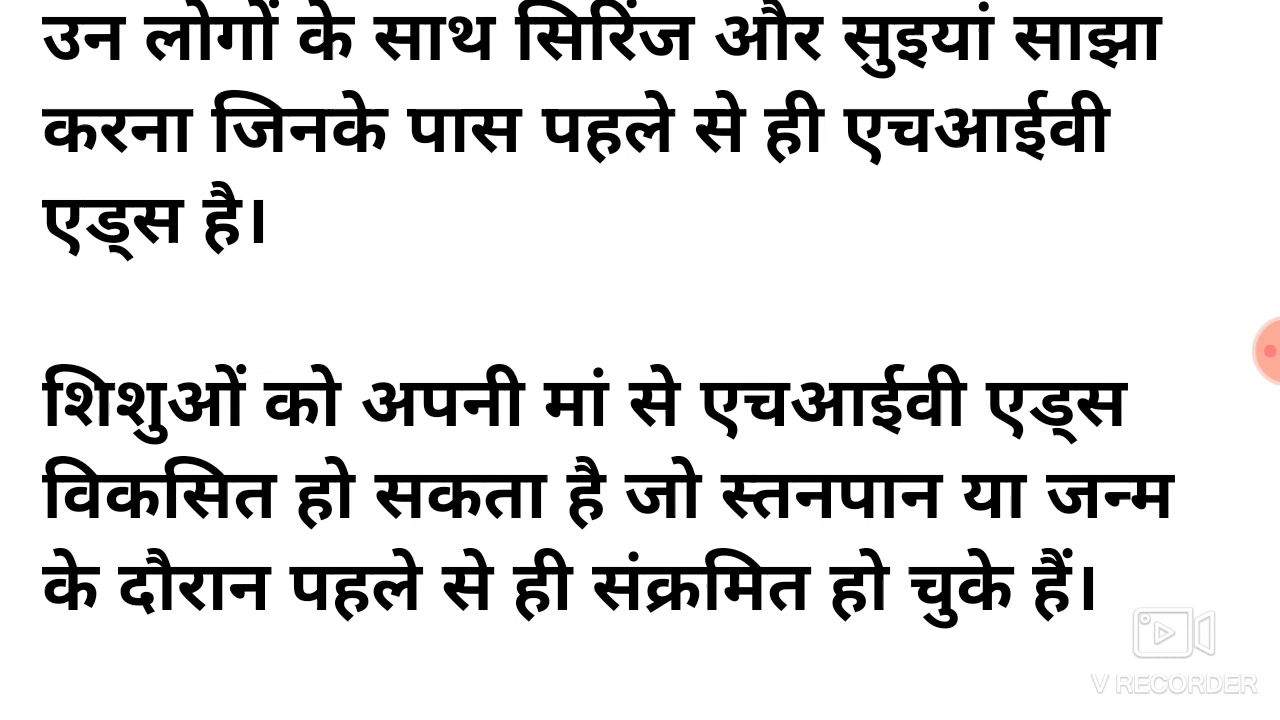 उन लोगों के साथ सिरिंज और सुइयां साझा
करना जिनके पास पहले से ही एचआईवी
एड्स है।
शिशुओं को अपनी मां से एचआईवी एड्स
विकसित हो सकता है जो स्तनपान या जन्म
के दौरान पहले से ही संक्रमित हो चुके हैं।
V RECORDER